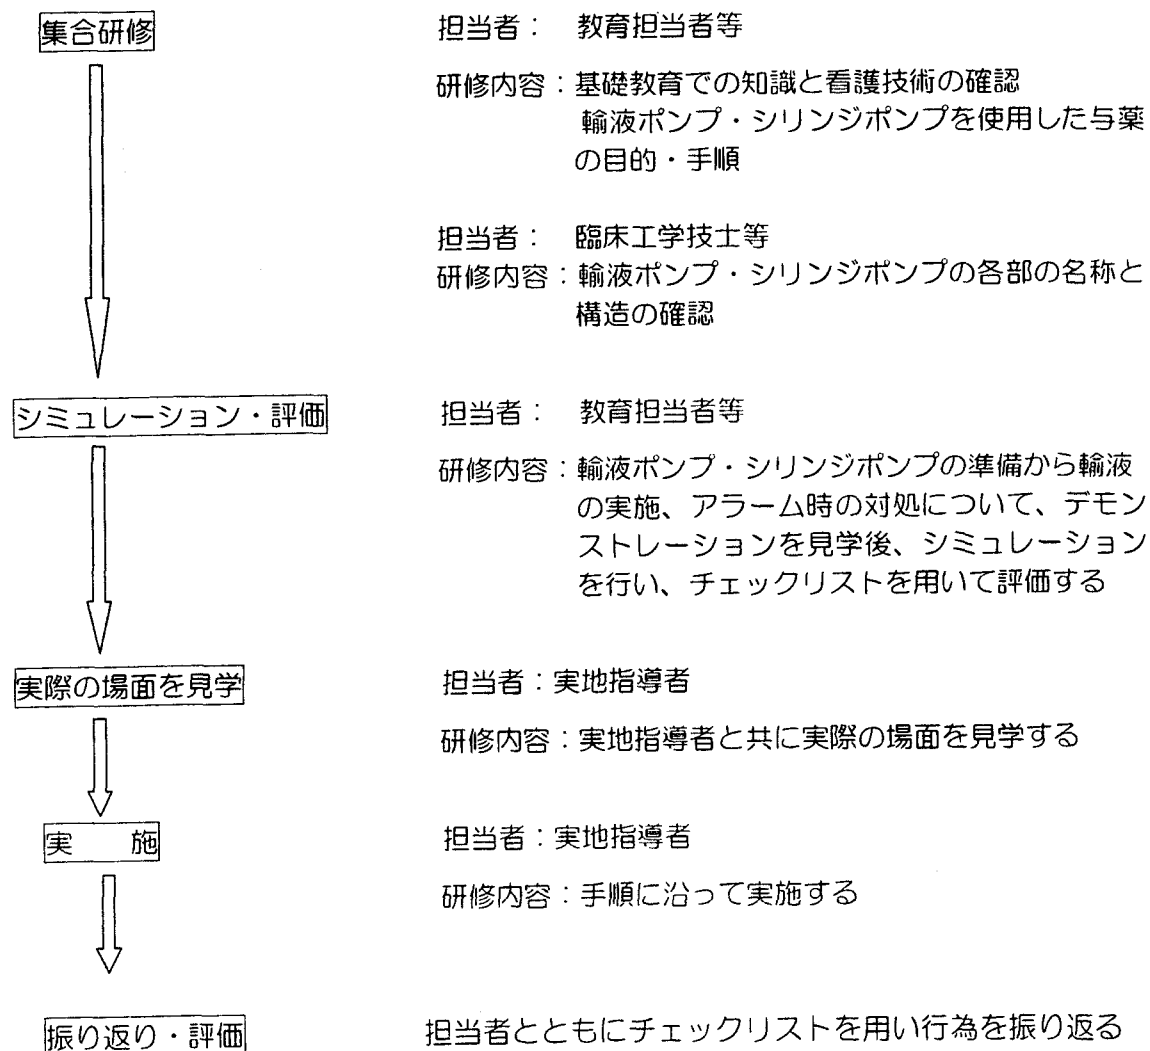 集合研修
担当者： 教育担当者等
研修内容：基礎教育での知識と看護技術の確認
輸液ポンプ・シリンジポンプを使用した与薬
の目的・手順
担当者： 臨床工学技士等
研修内容：輸液ポンプ・シリンジポンプの各部の名称と
構造の確認
シミュレーション・評価
担当者： 教育担当者等
研修内容：輸液ポンプ・シリンジポンプの準備から輸液
の実施、アラーム時の対処について、デモン
ストレーションを見学後、シミュレーション
を行い、チェックリストを用いて評価する
実際の場面を見学
担当者：実地指導者
研修内容：実地指導者と共に実際の場面を見学する
実 施
担当者：実地指導者
研修内容：手順に沿って実施する
振り返り・評価
担当者とともにチェックリストを用い行為を振り返る